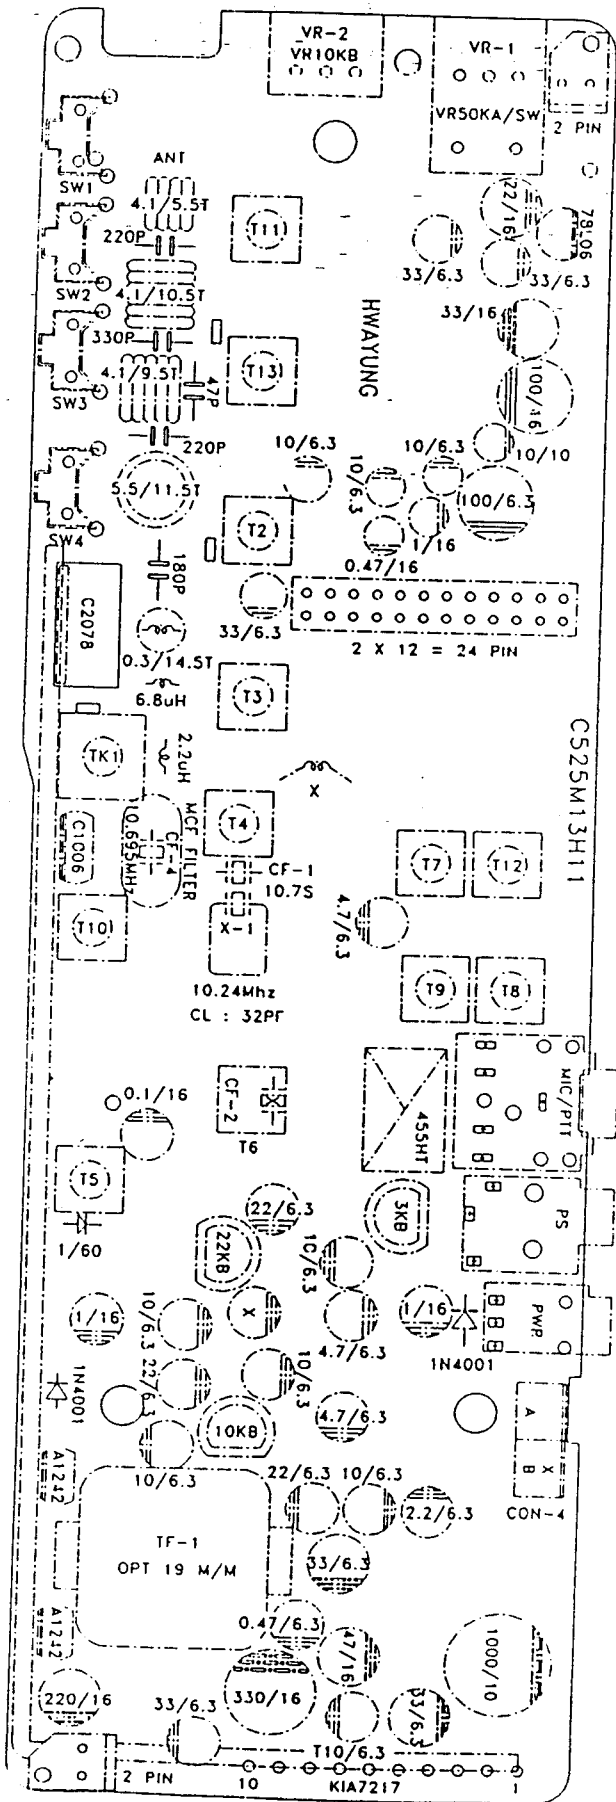 VR-2
VR10KB
VR-1
VR50KA/SW
2 PIN
SW1
ANT
4.1/5.5T
T11
22/16
78L06
SW2
220P
4.1/10.5T
33/6.3
33/6.3
SW3
330P
4.1/9.5T
47P
T13
HWAYUNG
33/16
100/16
220P
10/6.3
10/6.3
10/6.3
10/10
SW4
5.5/11.5T
T2
100/6.3
1/16
0.47/16
C2078
180P
33/6.3
2 X 12 = 24 PIN
0.3/14.5T
6.8uH
T3
C525M13H11
TK1
2.2uH
X
C1006
MCF FILTER
CF-4
10.695MHz
T4
CF-1
10.7S
T7
T12
T10
X-1
4.7/6.3
10.24Mhz
CL : 32PF
T9
T8
0.1/16
CF-2
T6
455HT
MIC/PTT
T5
1/60
22/6.3
22KB
3KB
PS
10/6.3
1/16
10/6.3
X
4.7/6.3
1/16
1N4001
PWR
1N4001
22/6.3
10/6.3
10KB
4.7/6.3
A
X
B
CON-4
A1242
10/6.3
22/6.3
10/6.3
2.2/6.3
TF-1
OPT 19 M/M
33/6.3
A1242
0.47/6.3
47/16
1000/10
220/16
330/16
33/6.3
33/6.3
T10/6.3
2 PIN
10
KIA7217
1